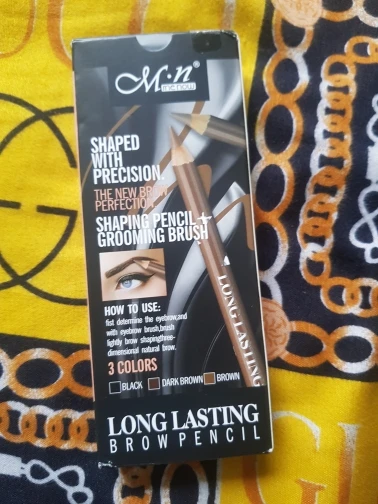 M.n®
mc.now
SHAPED
WITH
PRECISION.
THE NEW BROW
PERFECTION.
SHAPING PENCIL+
GROOMING BRUSH
HOW TO USE:
fist determine the eyebrow,and
with eyebrow brush,brush
lightly brow shapingthree-
dimensional natural brow.
3 COLORS
BLACK DARK BROWN BROWN
LONG LASTING
LONG LASTING
BROW PENCIL